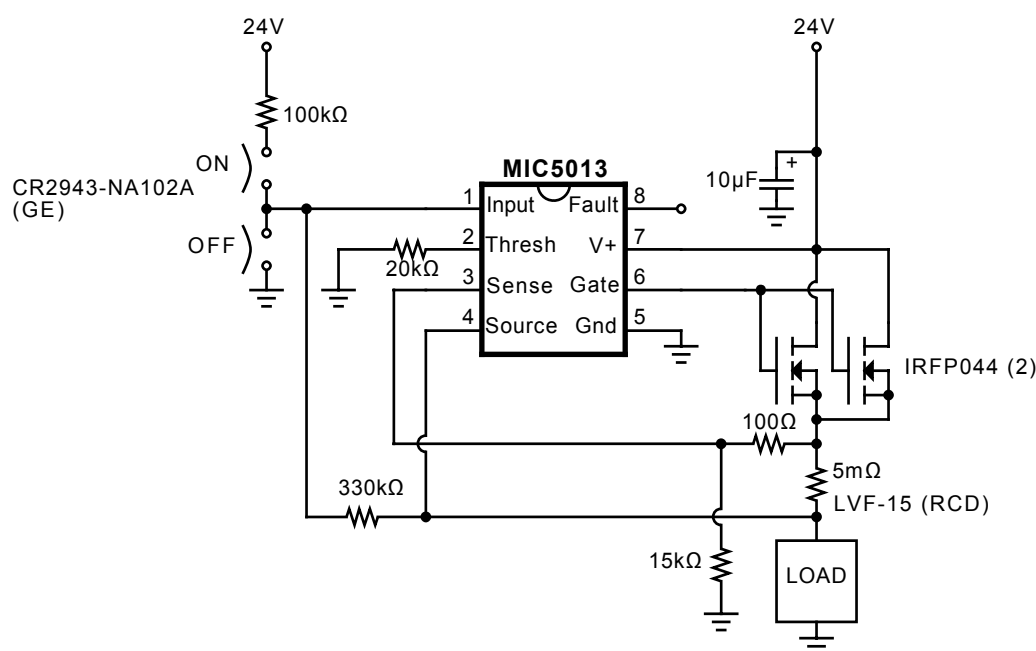 24V
24V
100kΩ
ON
CR2943-NA102A
(GE)
OFF
MIC5013
10µF
+
1
Input
Fault
8
2
Thresh
V+
7
20kΩ
3
Sense
Gate
6
4
Source
Gnd
5
IRFP044 (2)
100Ω
5mΩ
LVF-15 (RCD)
330kΩ
15kΩ
LOAD